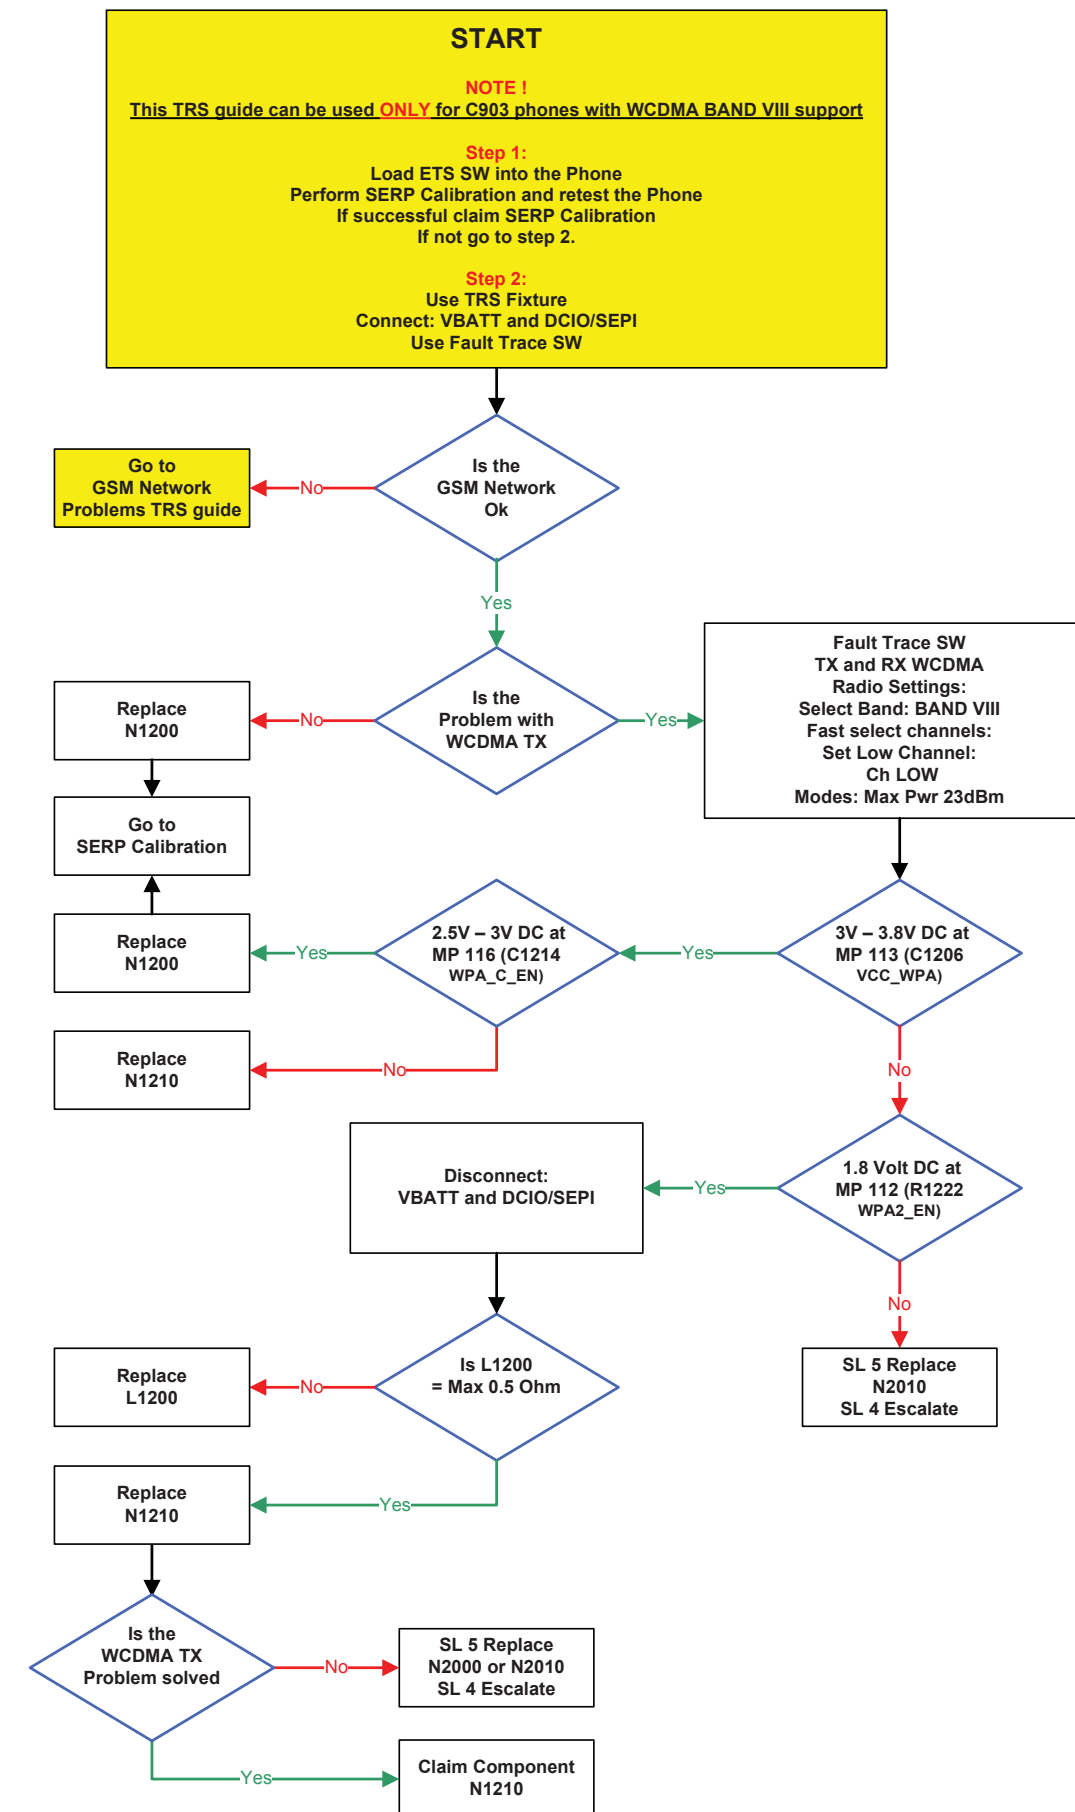 START
NOTE !
This TRS guide can be used ONLY for C903 phones with WCDMA BAND VIII support
Step 1:
Load ETS SW into the Phone
Perform SERP Calibration and retest the Phone
If successful claim SERP Calibration
If not go to step 2.
Step 2:
Use TRS Fixture
Connect: VBATT and DCIO/SEPI
Use Fault Trace SW
Is the
GSM Network
Ok
No
Go to
GSM Network
Problems TRS guide
Yes
Is the
Problem with
WCDMA TX
No
Replace
N1200
Go to
SERP Calibration
Yes
Fault Trace SW
TX and RX WCDMA
Radio Settings:
Select Band: BAND VIII
Fast select channels:
Set Low Channel:
Ch LOW
Modes: Max Pwr 23dBm
3V – 3.8V DC at
MP 113 (C1206
VCC_WPA)
Yes
2.5V – 3V DC at
MP 116 (C1214
WPA_C_EN)
Yes
Replace
N1200
No
Replace
N1210
No
1.8 Volt DC at
MP 112 (R1222
WPA2_EN)
Yes
Disconnect:
VBATT and DCIO/SEPI
No
SL 5 Replace
N2010
SL 4 Escalate
Is L1200
= Max 0.5 Ohm
No
Replace
L1200
Yes
Replace
N1210
Is the
WCDMA TX
Problem solved
No
SL 5 Replace
N2000 or N2010
SL 4 Escalate
Yes
Claim Component
N1210